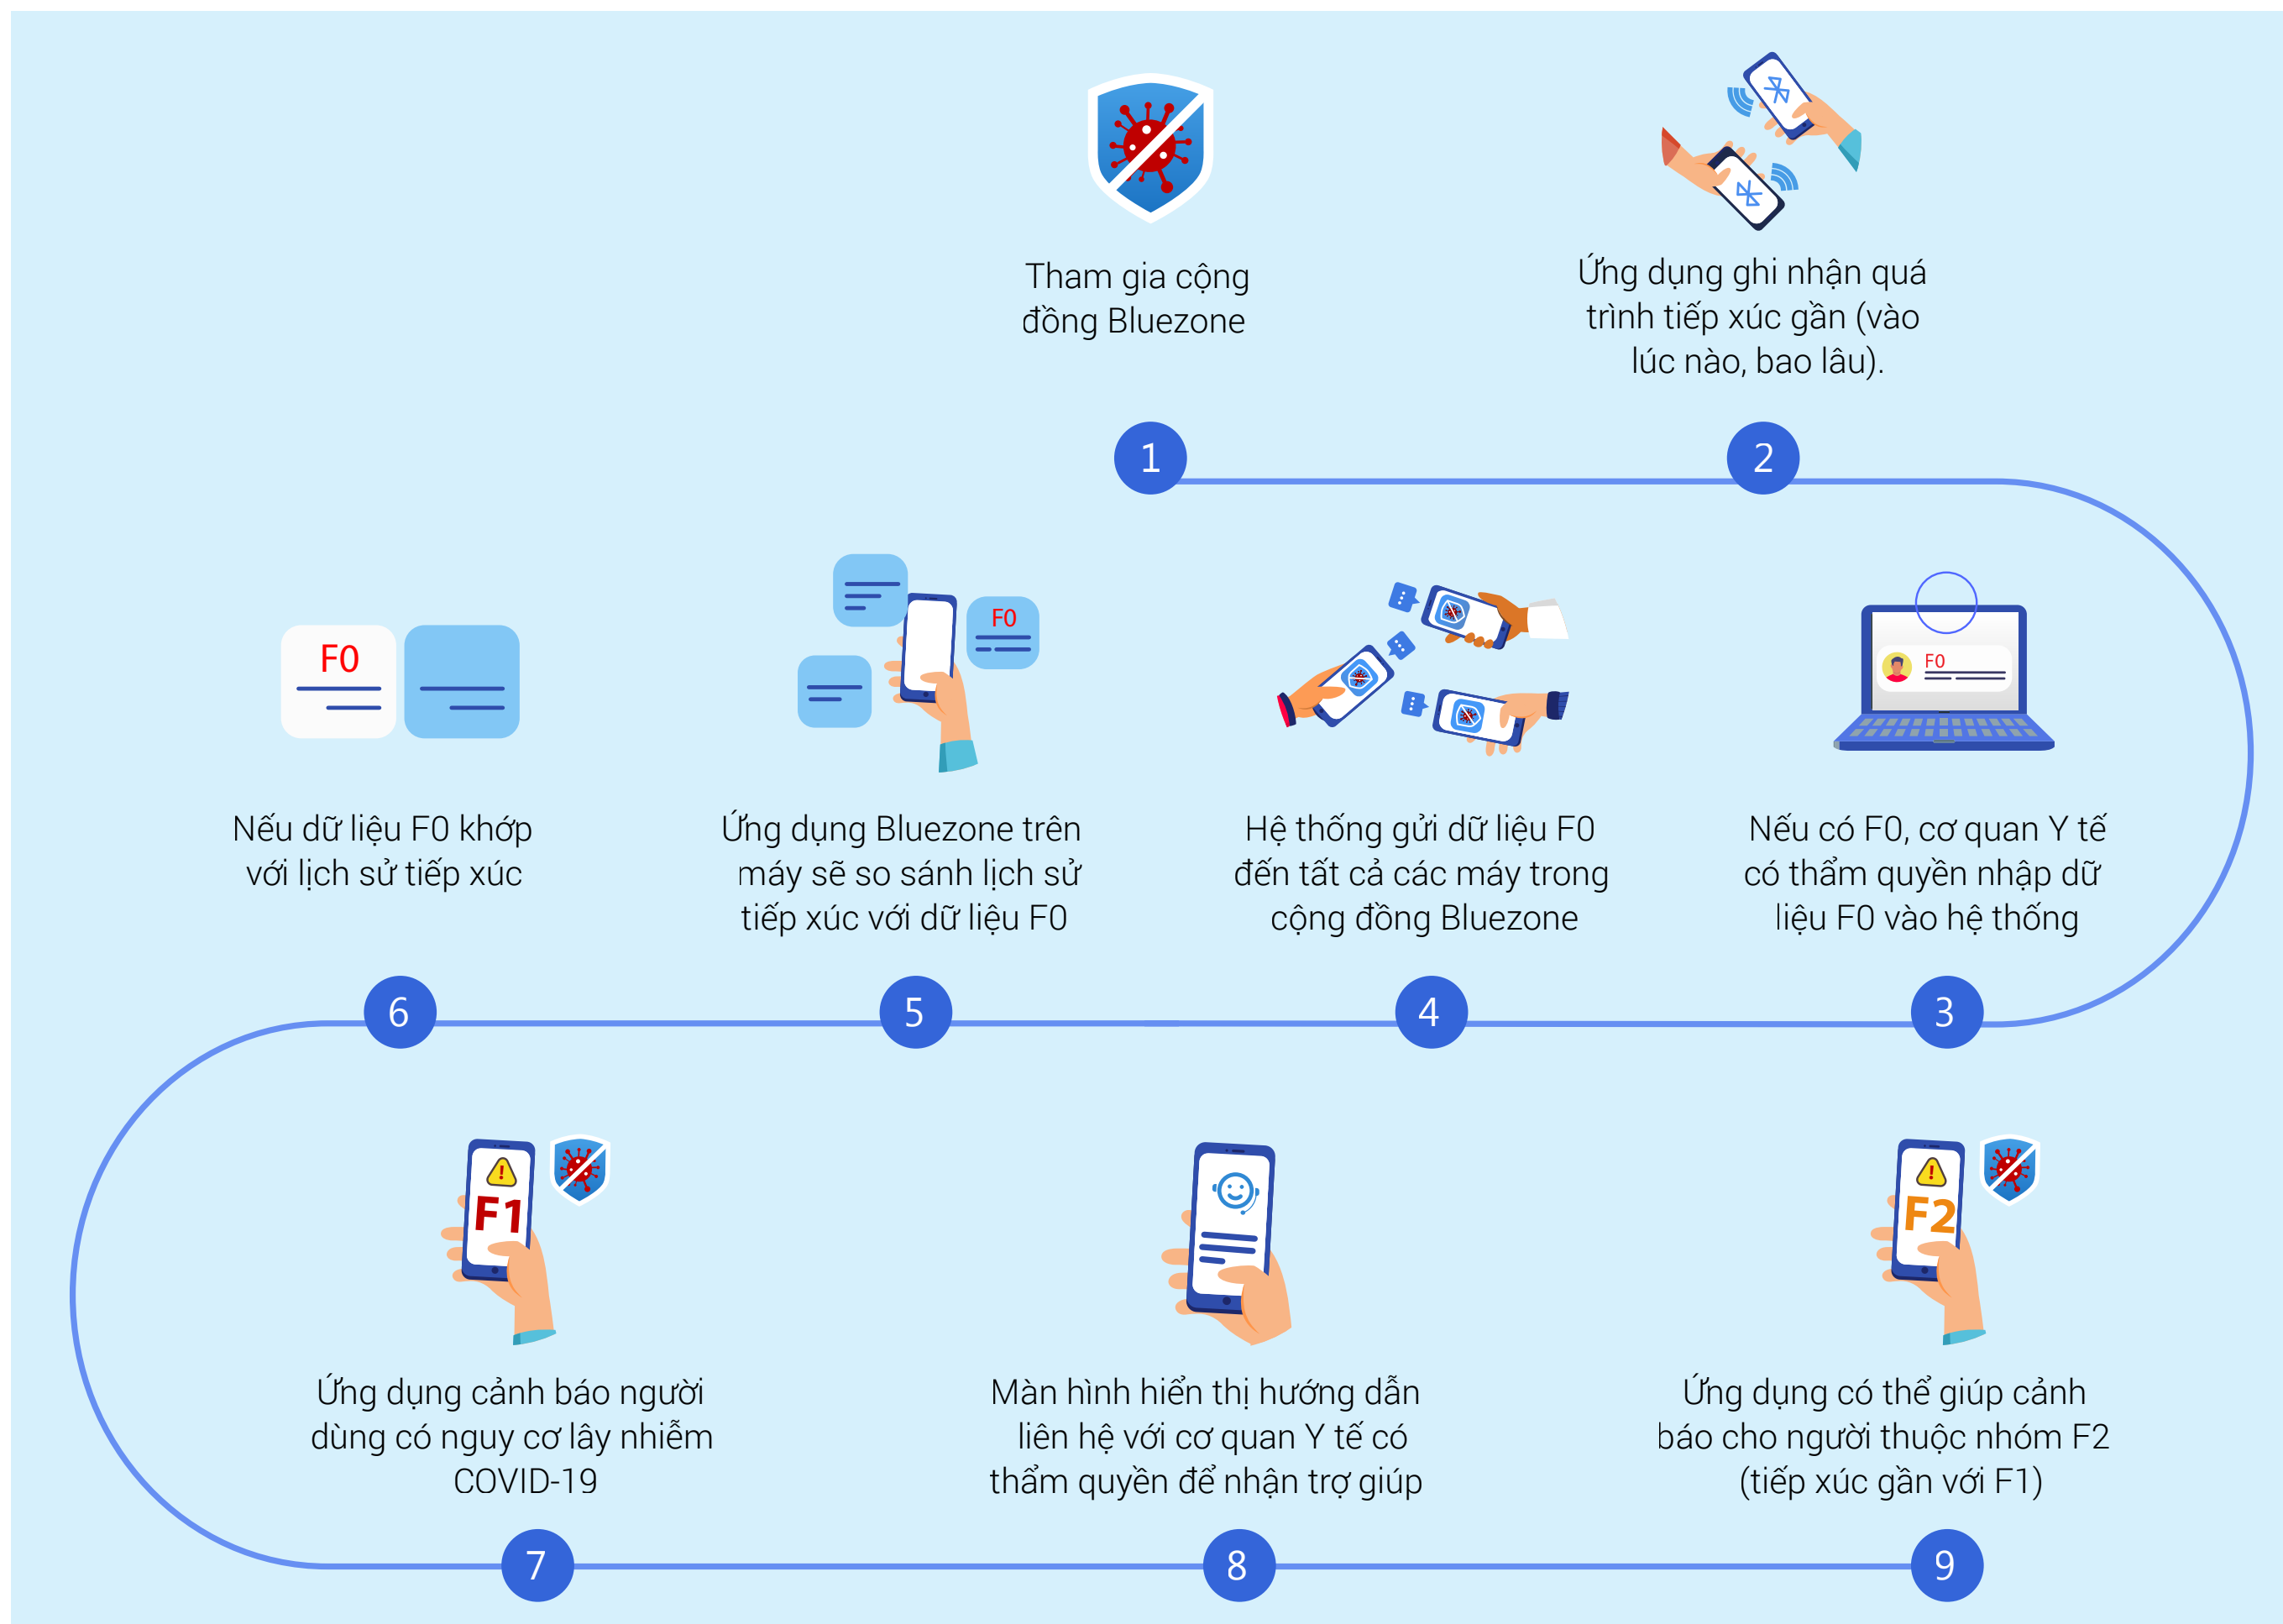 Tham gia cộng
đồng Bluezone
Ứng dụng ghi nhận quá
trình tiếp xúc gần (vào
lúc nào, bao lâu).
1
2
F0
Nếu dữ liệu F0 khớp
với lịch sử tiếp xúc
F0
Ứng dụng Bluezone trên
máy sẽ so sánh lịch sử
tiếp xúc với dữ liệu F0
Hệ thống gửi dữ liệu F0
đến tất cả các máy trong
cộng đồng Bluezone
F0
Nếu có F0, cơ quan Y tế
có thẩm quyền nhập dữ
liệu F0 vào hệ thống
6
5
4
3
F1
Ứng dụng cảnh báo người
dùng có nguy cơ lây nhiễm
COVID-19
Màn hình hiển thị hướng dẫn
liên hệ với cơ quan Y tế có
thẩm quyền để nhận trợ giúp
F2
Ứng dụng có thể giúp cảnh
báo cho người thuộc nhóm F2
(tiếp xúc gần với F1)
7
8
9